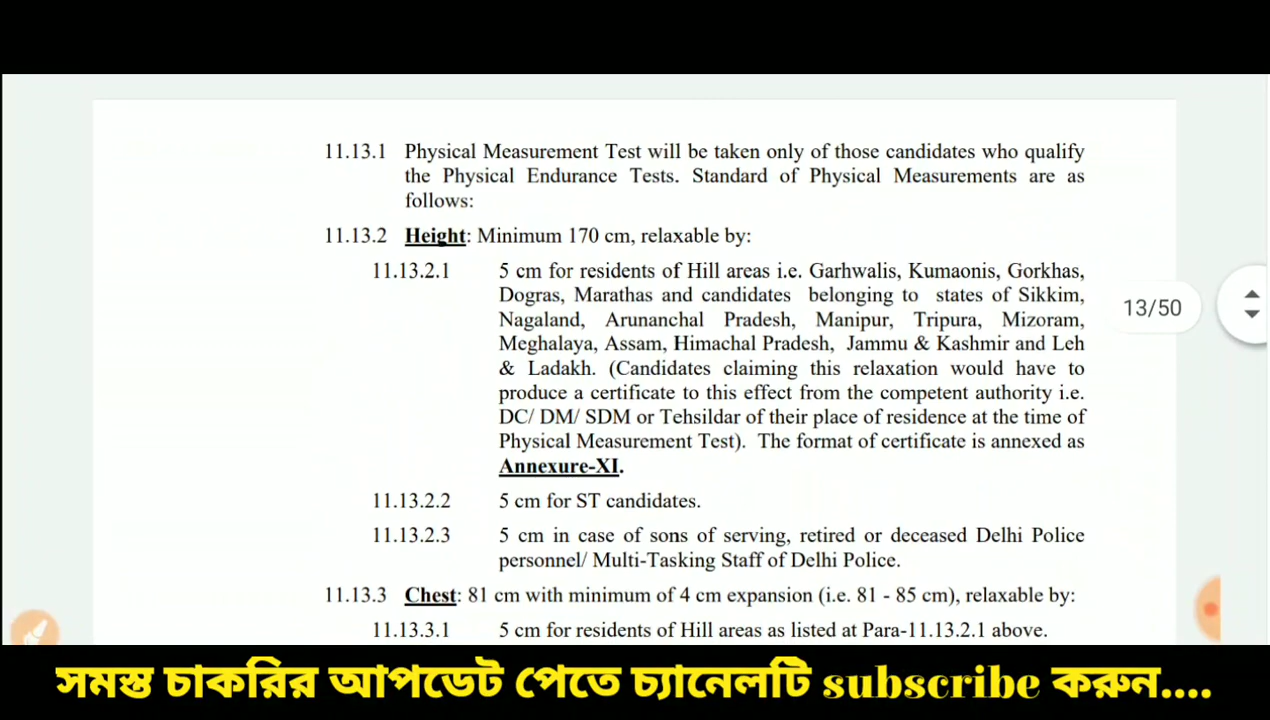 11.13.1 Physical Measurement Test will be taken only of those candidates who qualify
the Physical Endurance Tests. Standard of Physical Measurements are as
follows:
11.13.2 Height: Minimum 170 cm, relaxable by:
11.13.2.1 5 cm for residents of Hill areas i.e. Garhwalis, Kumaonis, Gorkhas,
Dogras, Marathas and candidates belonging to states of Sikkim,
Nagaland, Arunanchal Pradesh, Manipur, Tripura, Mizoram,
Meghalaya, Assam, Himachal Pradesh, Jammu & Kashmir and Leh
& Ladakh. (Candidates claiming this relaxation would have to
produce a certificate to this effect from the competent authority i.e.
DC/ DM/ SDM or Tehsildar of their place of residence at the time of
Physical Measurement Test). The format of certificate is annexed as
Annexure-XI.
11.13.2.2 5 cm for ST candidates.
11.13.2.3 5 cm in case of sons of serving, retired or deceased Delhi Police
personnel/ Multi-Tasking Staff of Delhi Police.
11.13.3 Chest: 81 cm with minimum of 4 cm expansion (i.e. 81 - 85 cm), relaxable by:
11.13.3.1 5 cm for residents of Hill areas as listed at Para-11.13.2.1 above.
13/50
সমস্ত চাকরির আপডেট পেতে চ্যানেলটি subscribe করুন....